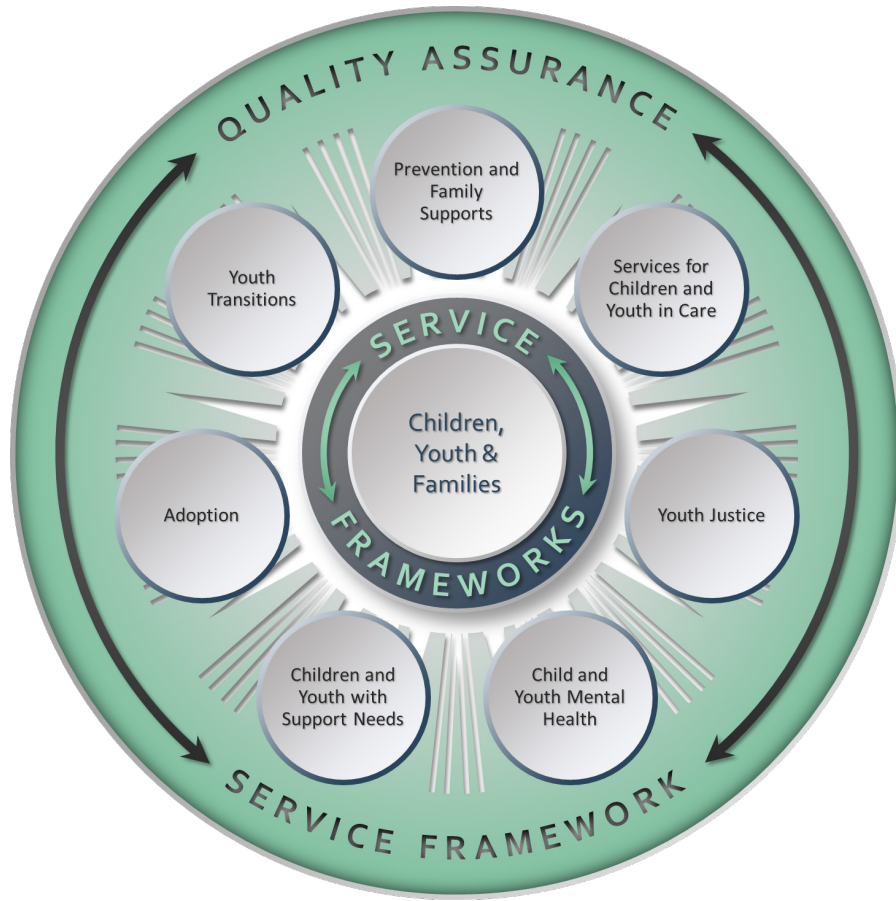 QUALITY ASSURANCE
Prevention and
Family
Supports
Services for
Children and
Youth in Care
Youth Justice
Child and
Youth Mental
Health
Children and
Youth with
Support Needs
Adoption
Youth
Transitions
SERVICE
FRAMEWORKS
Children,
Youth &
Families
SERVICE FRAMEWORK